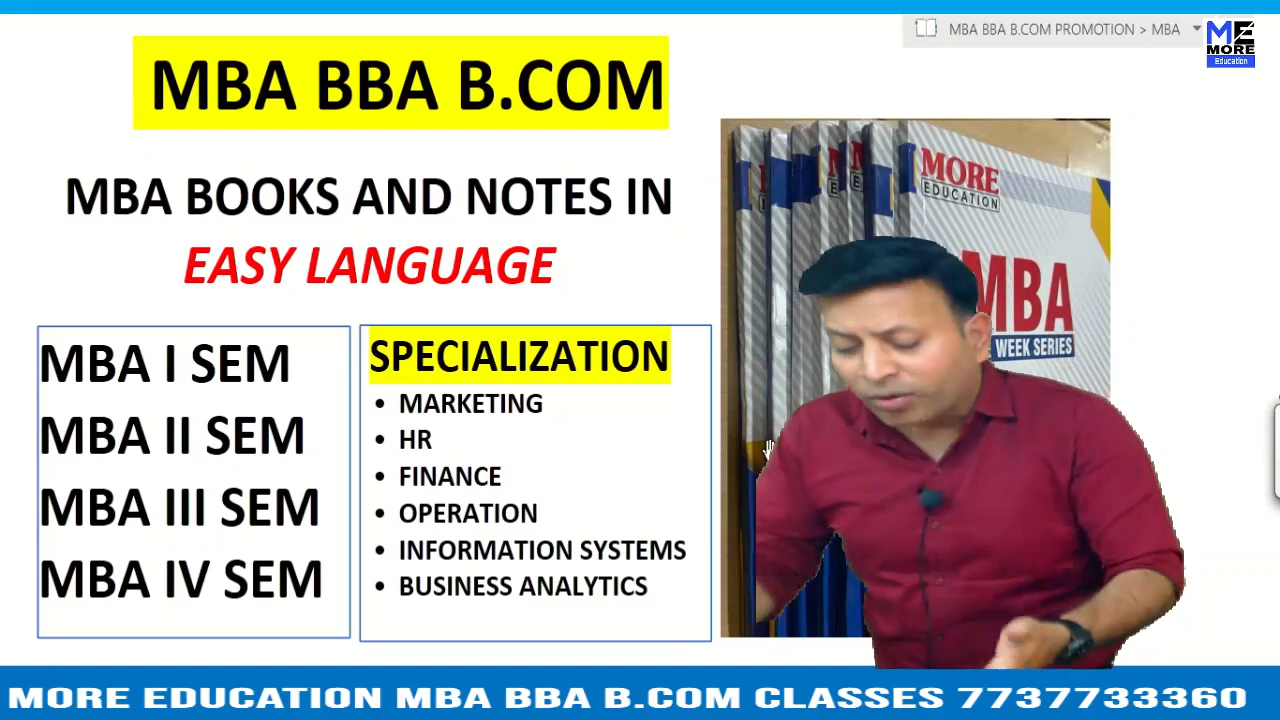 MBA BBA B.COM PROMOTION > MBA
ME
MORE
Education
MBA BBA B.COM
MBA BOOKS AND NOTES IN
EASY LANGUAGE
MBA I SEM
MBA II SEM
MBA III SEM
MBA IV SEM
SPECIALIZATION
• MARKETING
• HR
• FINANCE
• OPERATION
• INFORMATION SYSTEMS
• BUSINESS ANALYTICS
MORE
EDUCATION
MBA
WEEK SERIES
MORE EDUCATION MBA BBA B.COM CLASSES 7737733360